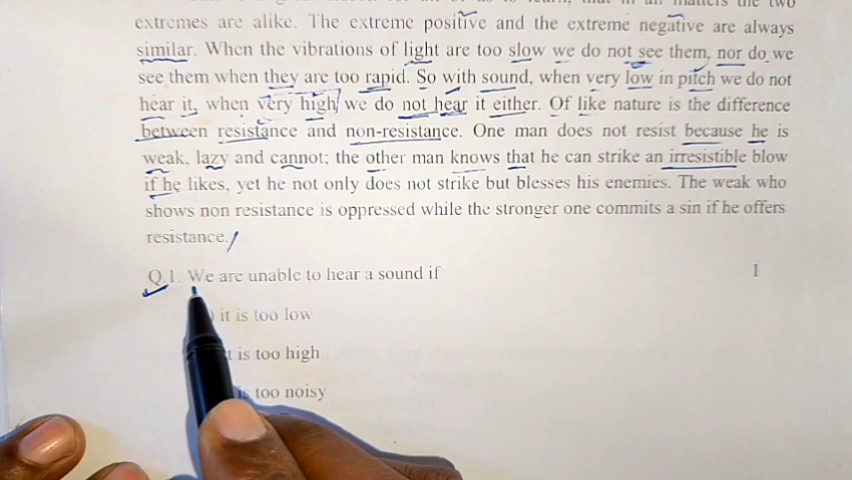 extremes are alike. The extreme positive and the extreme negative are always
similar. When the vibrations of light are too slow we do not see them, nor do we
see them when they are too rapid. So with sound, when very low in pitch we do not
hear it, when very high, we do not hear it either. Of like nature is the difference
between resistance and non-resistance. One man does not resist because he is
weak, lazy and cannot; the other man knows that he can strike an irresistible blow
if he likes, yet he not only does not strike but blesses his enemies. The weak who
shows non resistance is oppressed while the stronger one commits a sin if he offers
resistance.
Q.1. We are unable to hear a sound if 1
) it is too low
is too high
is too noisy